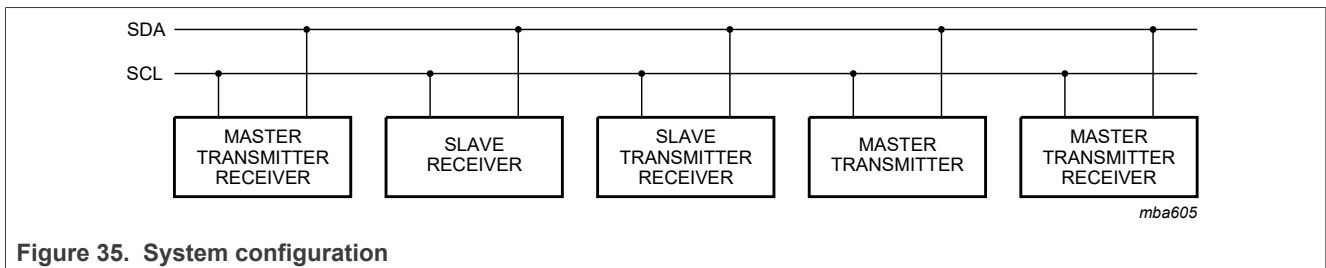 SDA
SCL
MASTER
TRANSMITTER
RECEIVER
SLAVE
RECEIVER
SLAVE
TRANSMITTER
RECEIVER
MASTER
TRANSMITTER
MASTER
TRANSMITTER
RECEIVER
mba605
Figure 35. System configuration